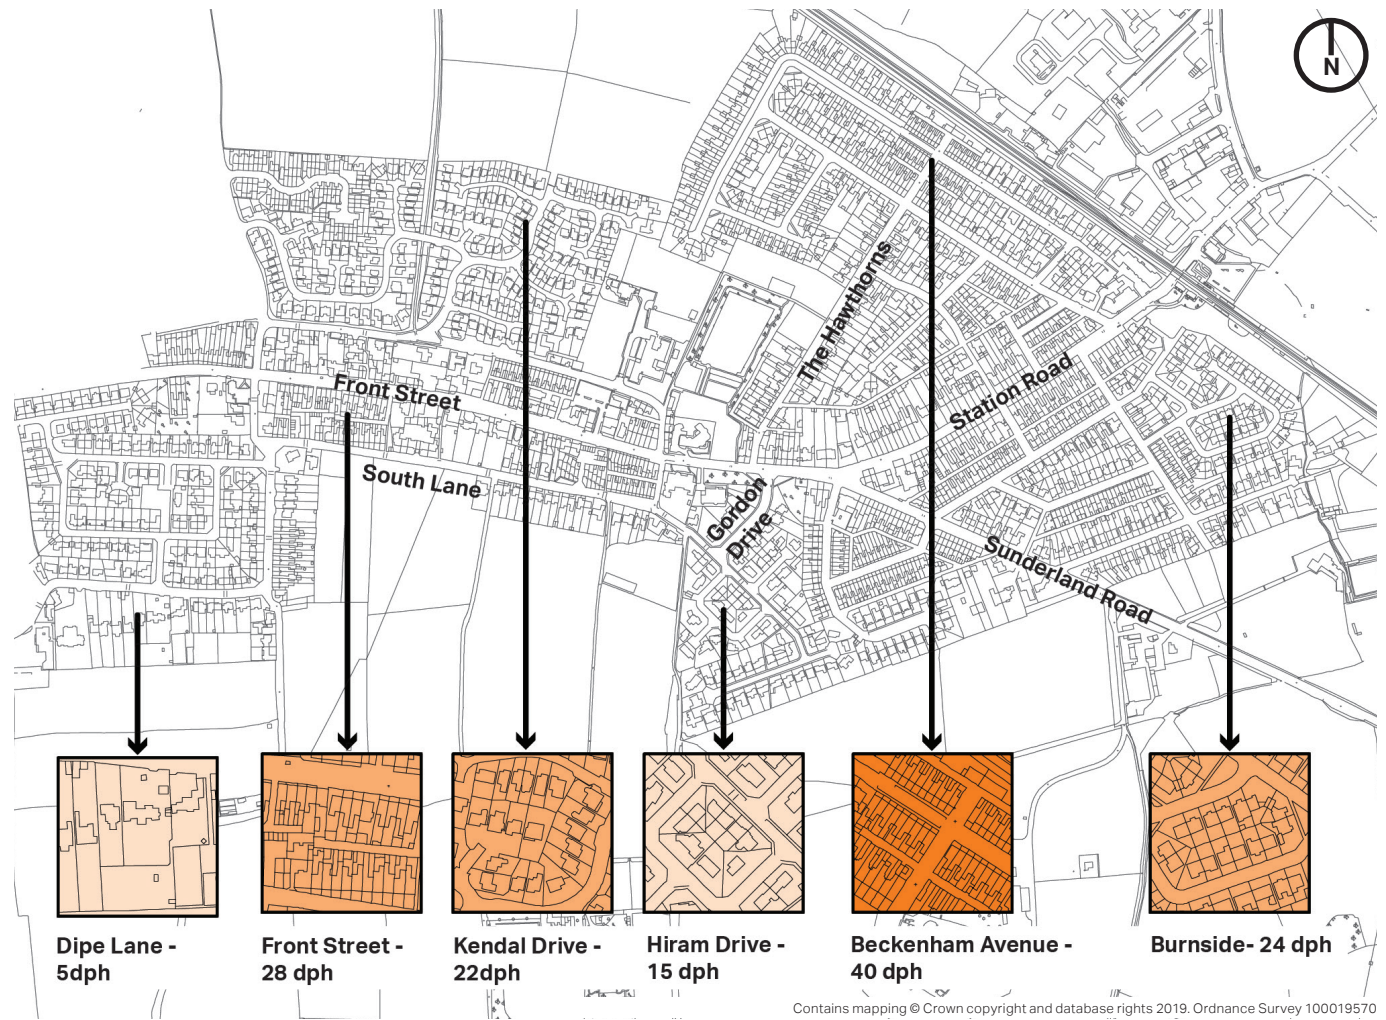 N
The Hawthorns
Front Street
Station Road
South Lane
Gordon
Drive
Sunderland Road
Dipe Lane -
5dph
Front Street -
28 dph
Kendal Drive -
22dph
Hiram Drive -
15 dph
Beckenham Avenue -
40 dph
Burnside- 24 dph
Contains mapping © Crown copyright and database rights 2019. Ordnance Survey 100019570